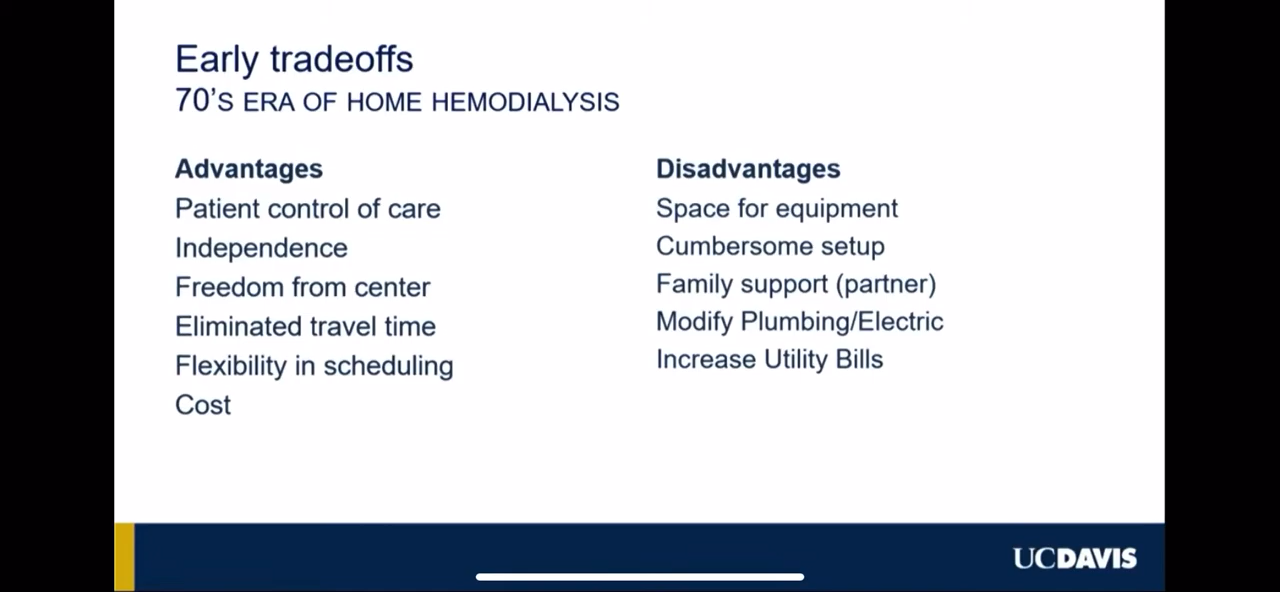 Early tradeoffs
70'S ERA OF HOME HEMODIALYSIS
Advantages
Patient control of care
Independence
Freedom from center
Eliminated travel time
Flexibility in scheduling
Cost
Disadvantages
Space for equipment
Cumbersome setup
Family support (partner)
Modify Plumbing/Electric
Increase Utility Bills
UCDAVIS